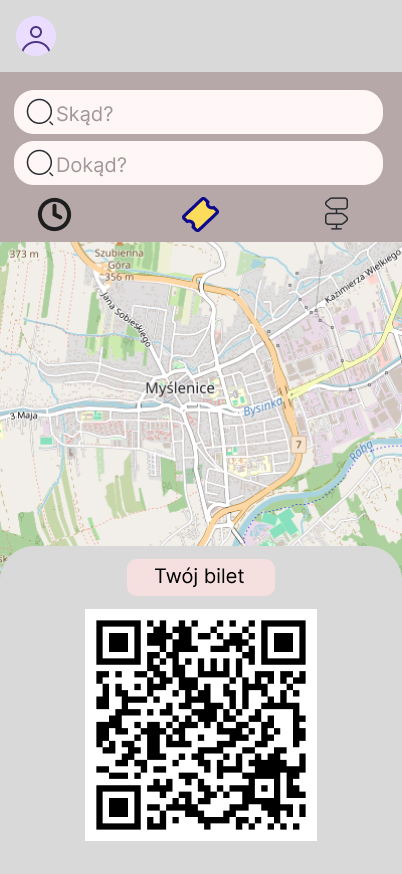 Skąd?
Dokąd?
373 m
Szubienna
Góra
356 m
Kazimierza Wielkiego
Jana Sobieskiego
Myślenice
3 Maja
Bysinka
7
Raba
Twój bilet